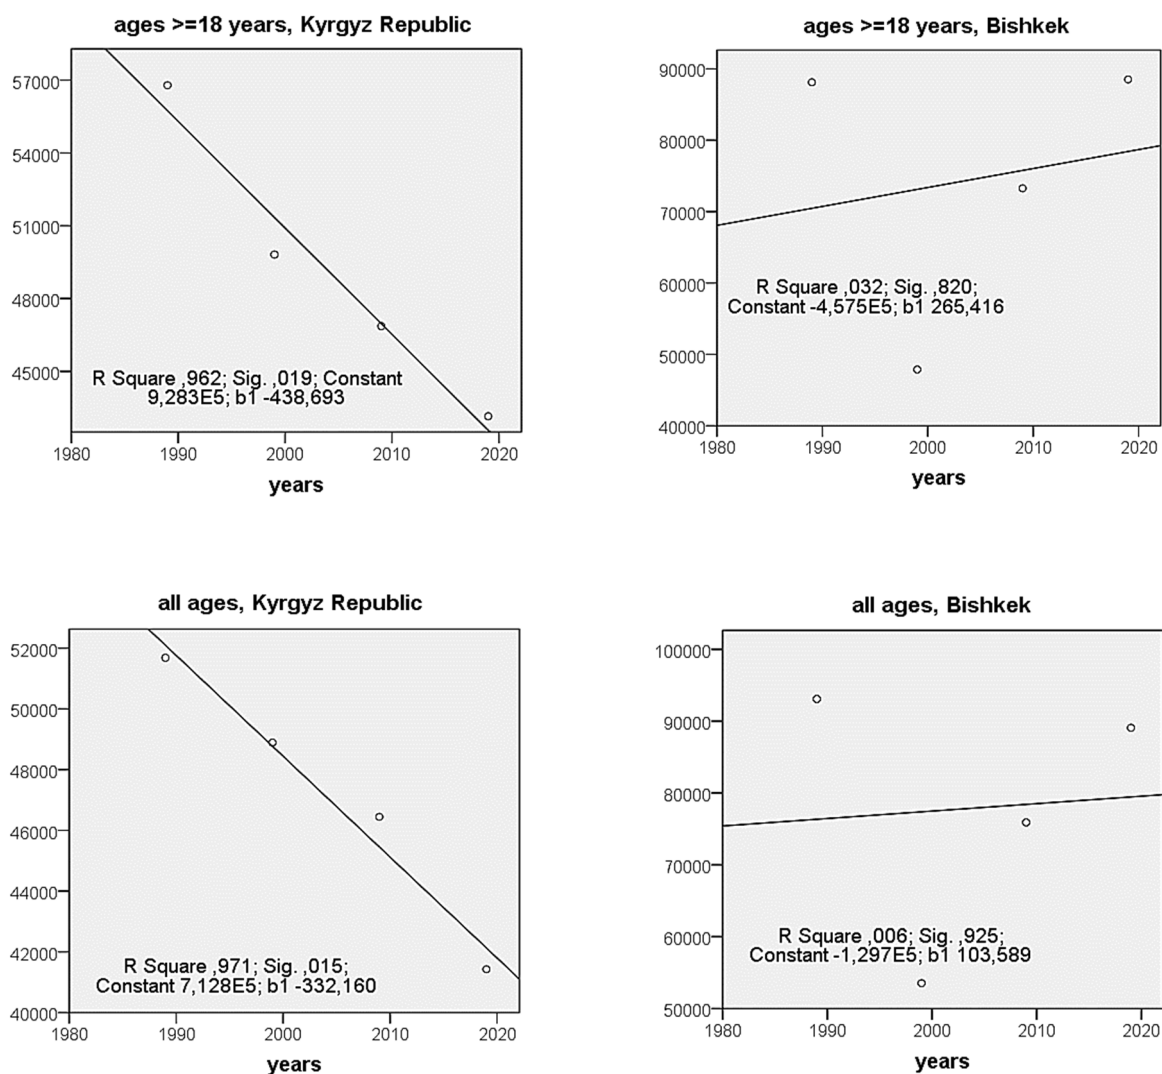 ages >=18 years, Kyrgyz Republic
57000
54000
51000
48000
45000
R Square ,962; Sig. ,019; Constant
9,283E5; b1 -438,693
1980 1990 2000 2010 2020
years
ages >=18 years, Bishkek
90000
80000
70000
60000
50000
40000
R Square ,032; Sig. ,820;
Constant -4,575E5; b1 265,416
1980 1990 2000 2010 2020
years
all ages, Kyrgyz Republic
52000
50000
48000
46000
44000
42000
40000
R Square ,971; Sig. ,015;
Constant 7,128E5; b1 -332,160
1980 1990 2000 2010 2020
years
all ages, Bishkek
100000
90000
80000
70000
60000
50000
R Square ,006; Sig. ,925;
Constant -1,297E5; b1 103,589
1980 1990 2000 2010 2020
years